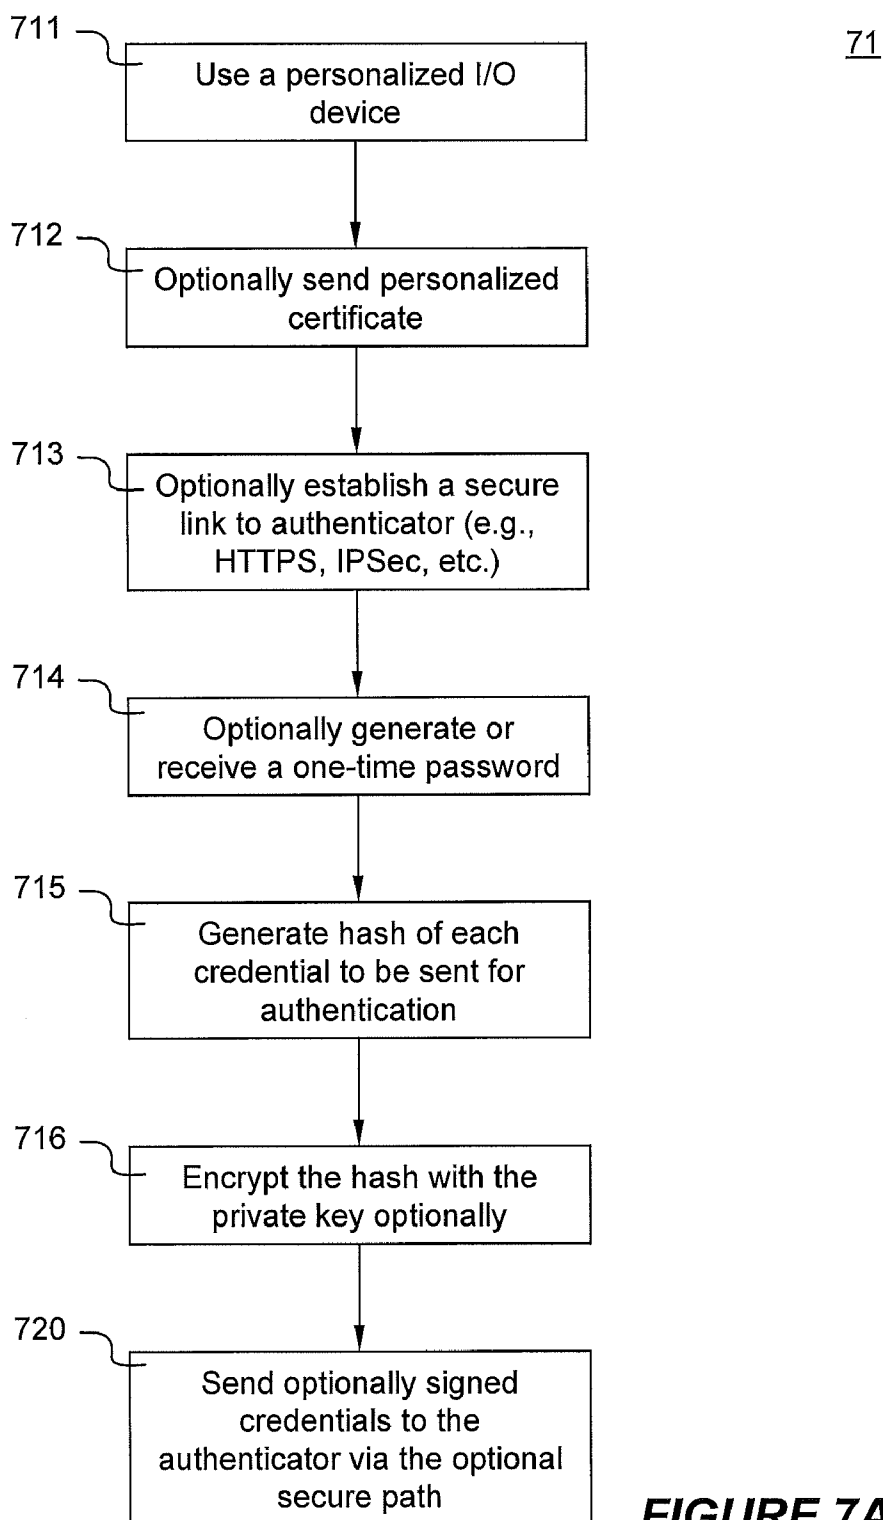 711
71
Use a personalized I/O
device
712
Optionally send personalized
certificate
713
Optionally establish a secure
link to authenticator (e.g.,
HTTPS, IPSec, etc.)
714
Optionally generate or
receive a one-time password
715
Generate hash of each
credential to be sent for
authentication
716
Encrypt the hash with the
private key optionally
720
Send optionally signed
credentials to the
authenticator via the optional
secure path
FIGURE 7A